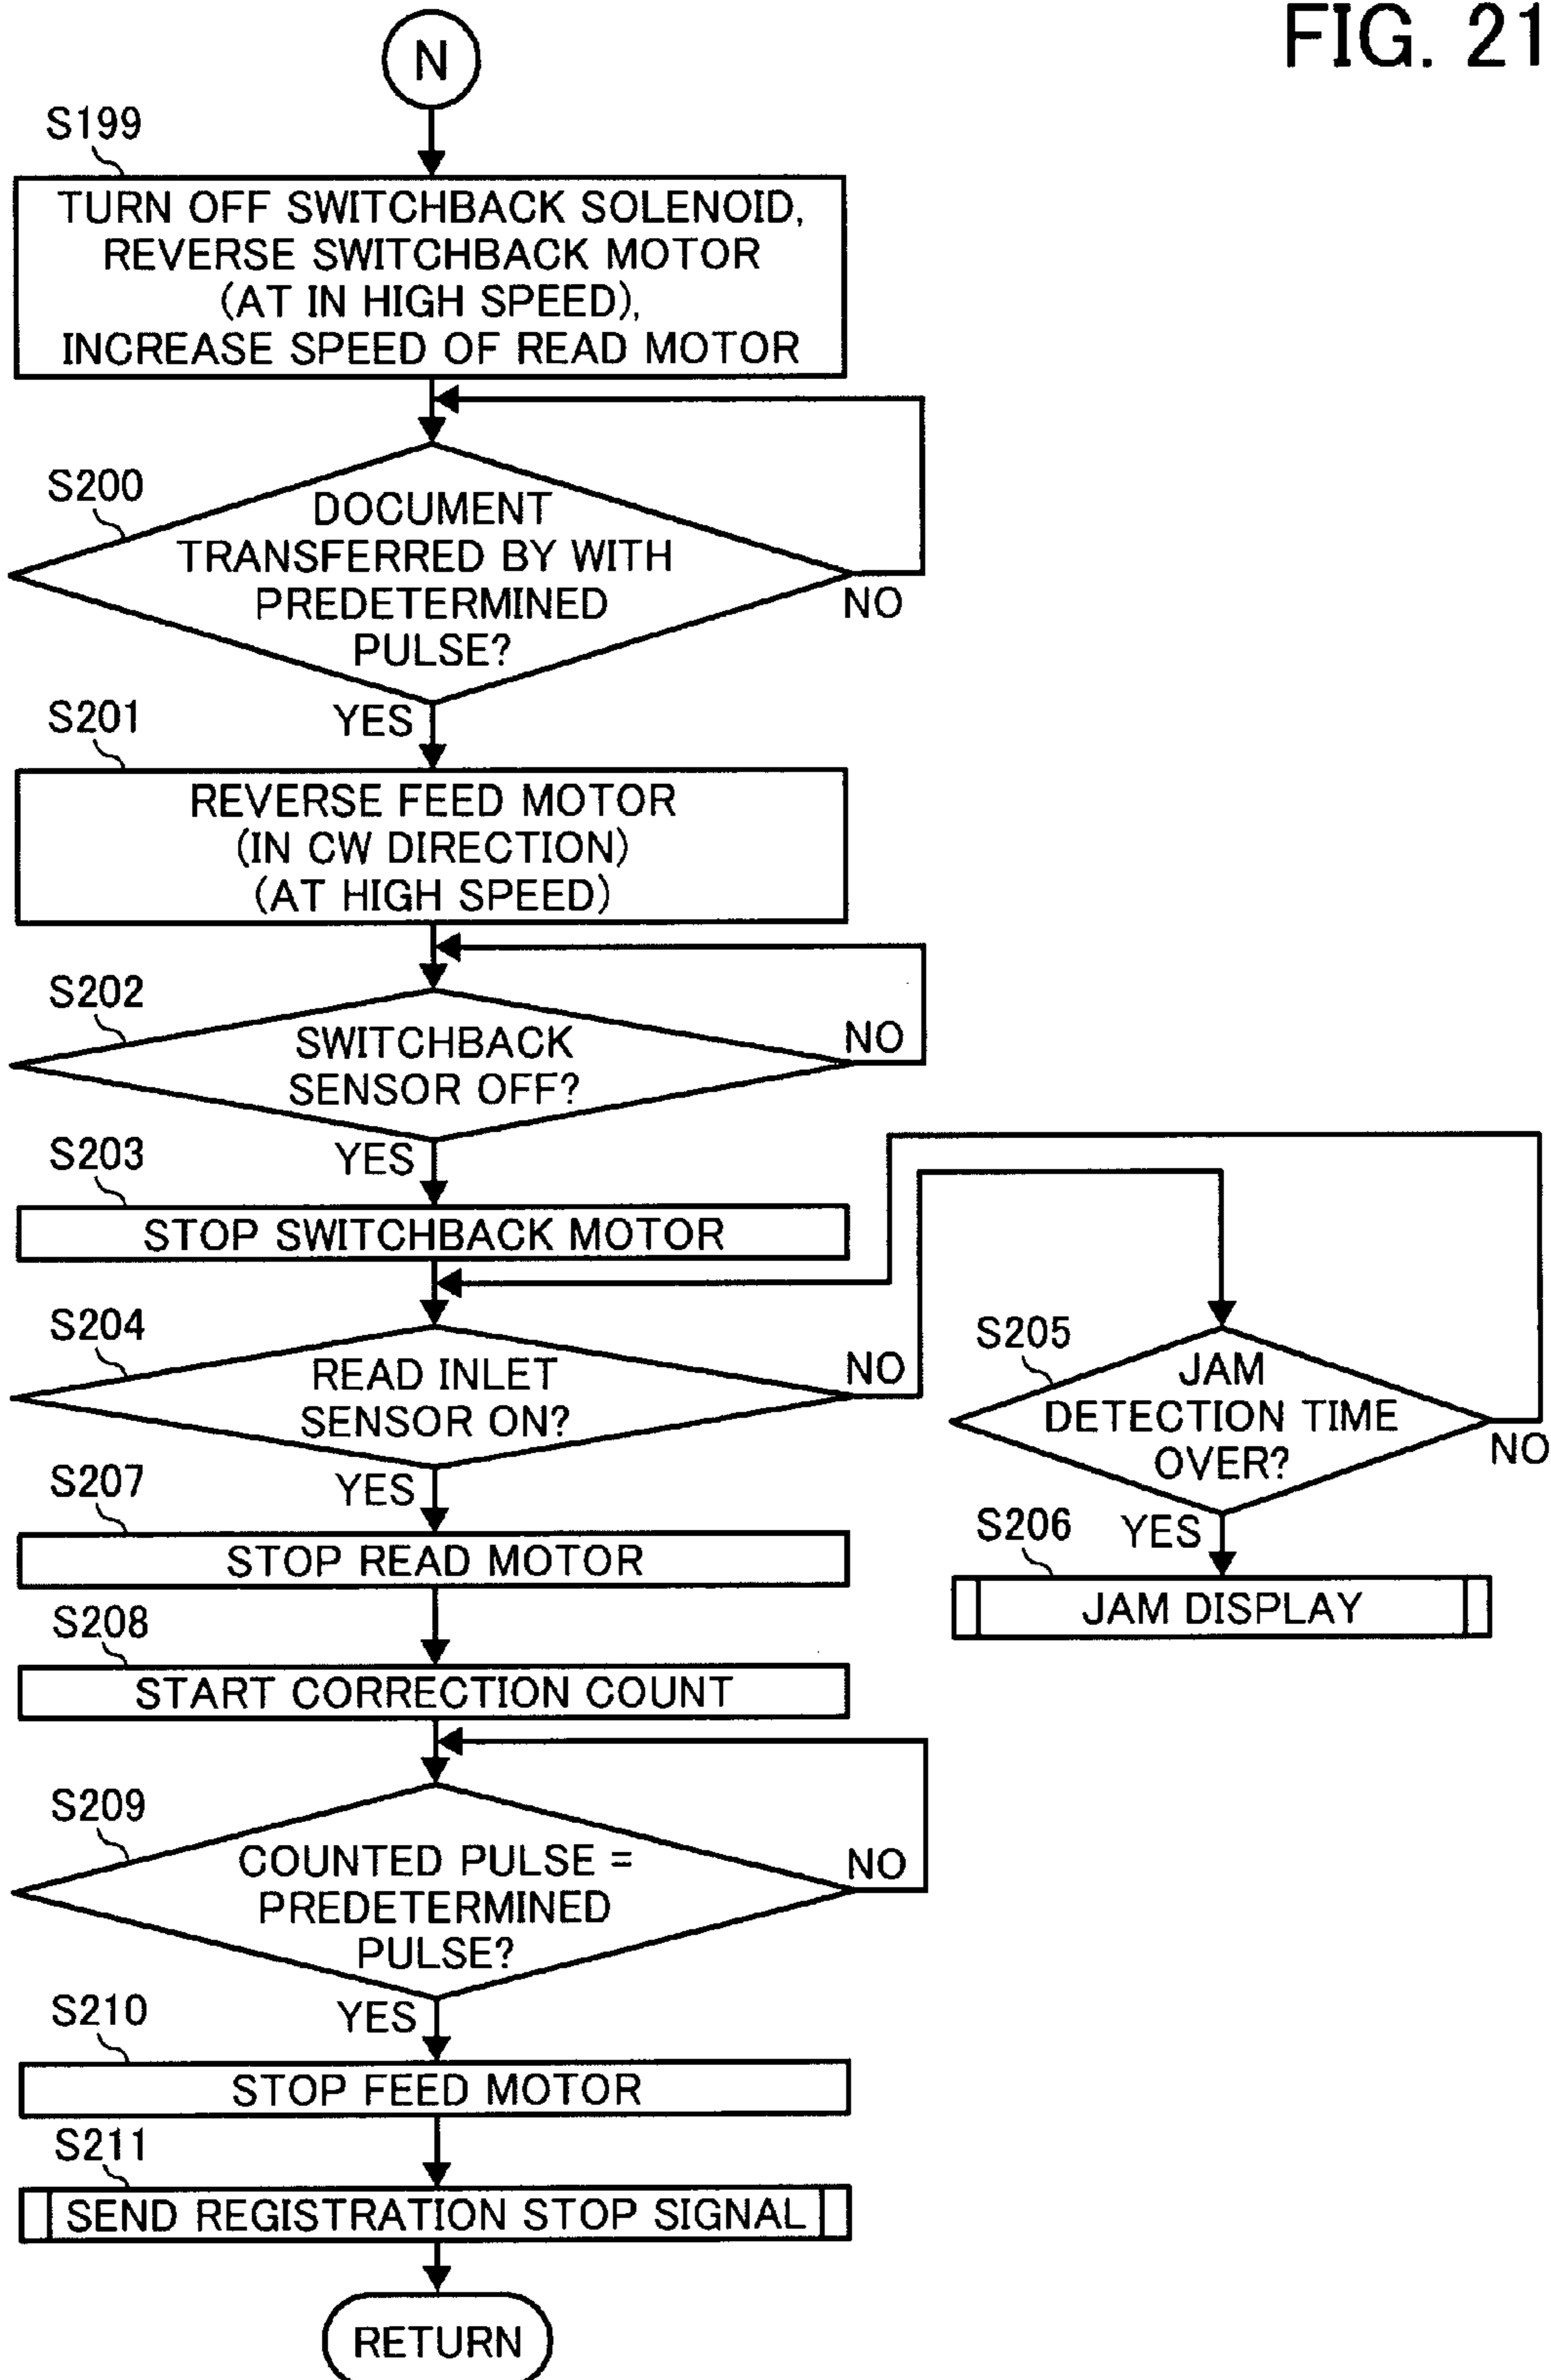 FIG. 21
N
S199
TURN OFF SWITCHBACK SOLENOID,
REVERSE SWITCHBACK MOTOR
(AT IN HIGH SPEED),
INCREASE SPEED OF READ MOTOR
S200
DOCUMENT
TRANSFERRED BY WITH
PREDETERMINED
PULSE?
NO
YES
S201
REVERSE FEED MOTOR
(IN CW DIRECTION)
(AT HIGH SPEED)
S202
SWITCHBACK
SENSOR OFF?
NO
YES
S203
STOP SWITCHBACK MOTOR
S204
READ INLET
SENSOR ON?
NO
YES
S205
JAM
DETECTION TIME
OVER?
NO
YES
S206
JAM DISPLAY
S207
STOP READ MOTOR
S208
START CORRECTION COUNT
S209
COUNTED PULSE =
PREDETERMINED
PULSE?
NO
YES
S210
STOP FEED MOTOR
S211
SEND REGISTRATION STOP SIGNAL
RETURN